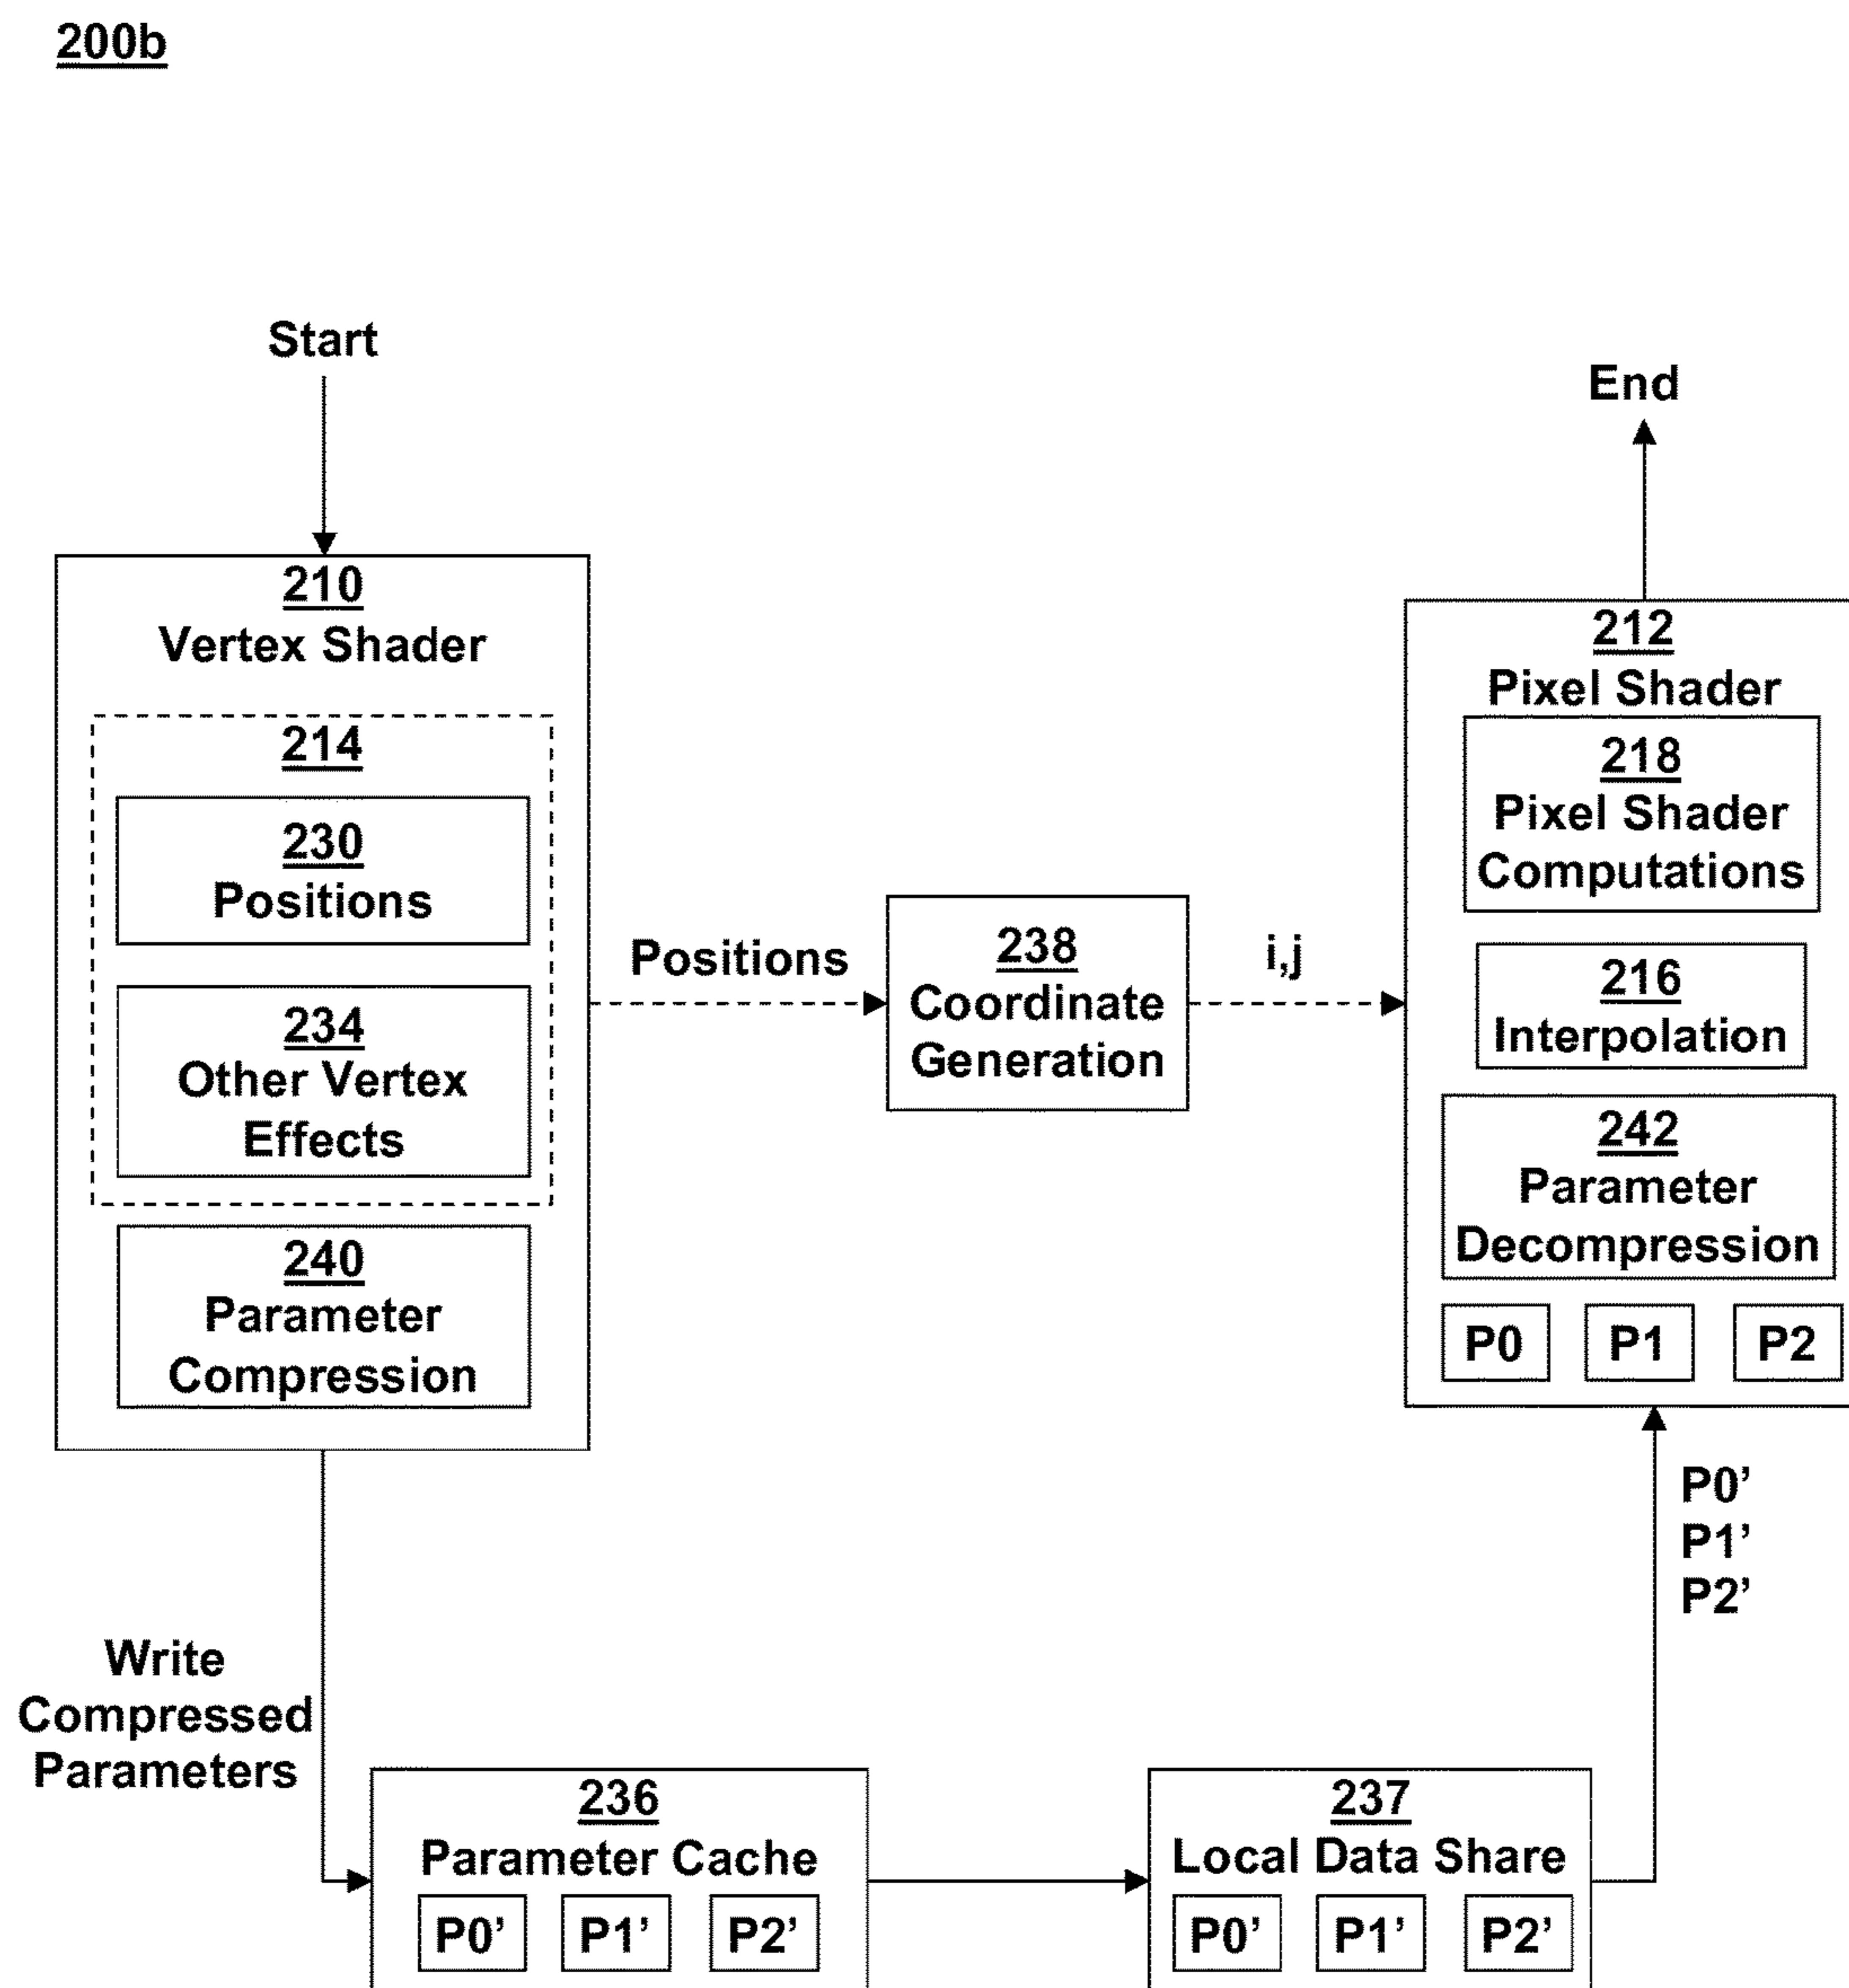 200b
Start
End
210
Vertex Shader
214
230
Positions
234
Other Vertex
Effects
240
Parameter
Compression
Positions
238
Coordinate
Generation
i,j
212
Pixel Shader
218
Pixel Shader
Computations
216
Interpolation
242
Parameter
Decompression
P0 P1 P2
P0’
P1’
P2’
Write
Compressed
Parameters
236
Parameter Cache
P0’ P1’ P2’
237
Local Data Share
P0’ P1’ P2’